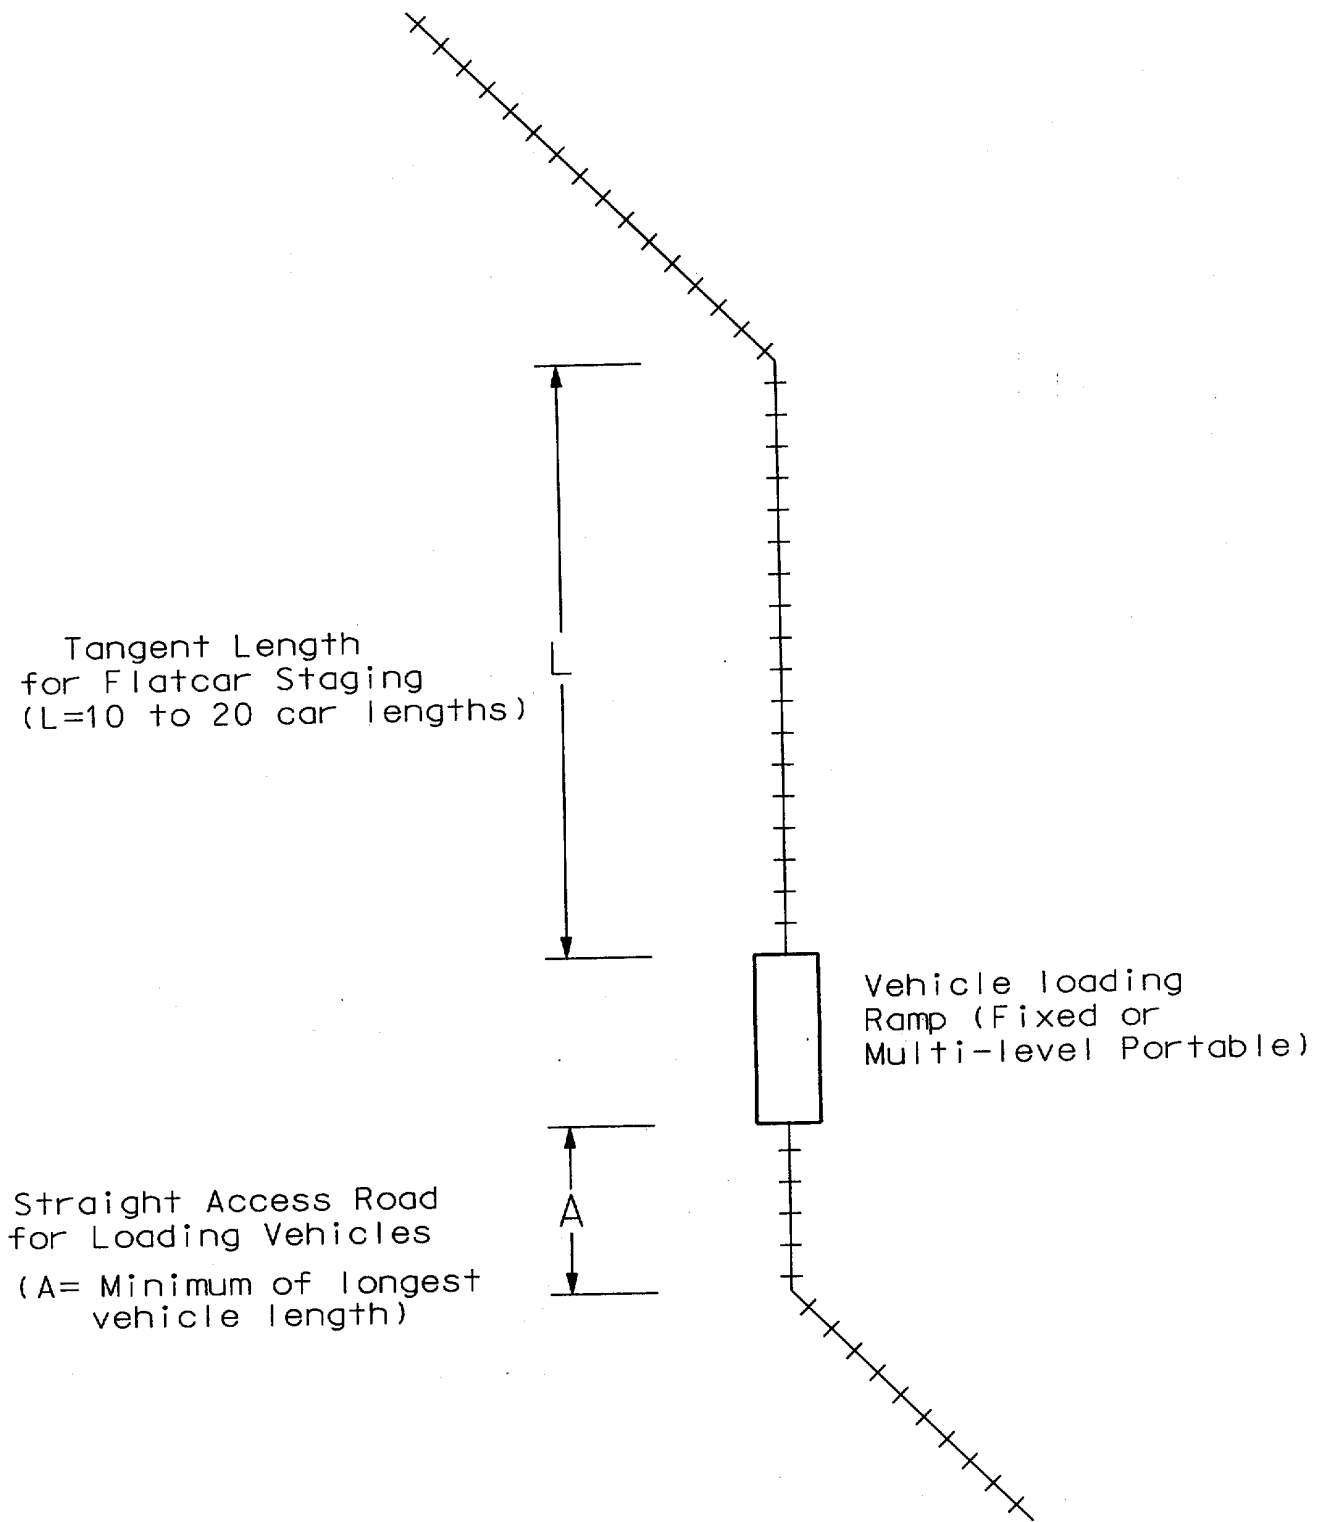 Tangent Length
for Flatcar Staging
(L=10 to 20 car lengths)
L
Vehicle loading
Ramp (Fixed or
Multi-level Portable)
Straight Access Road
for Loading Vehicles
(A= Minimum of longest
vehicle length)
A